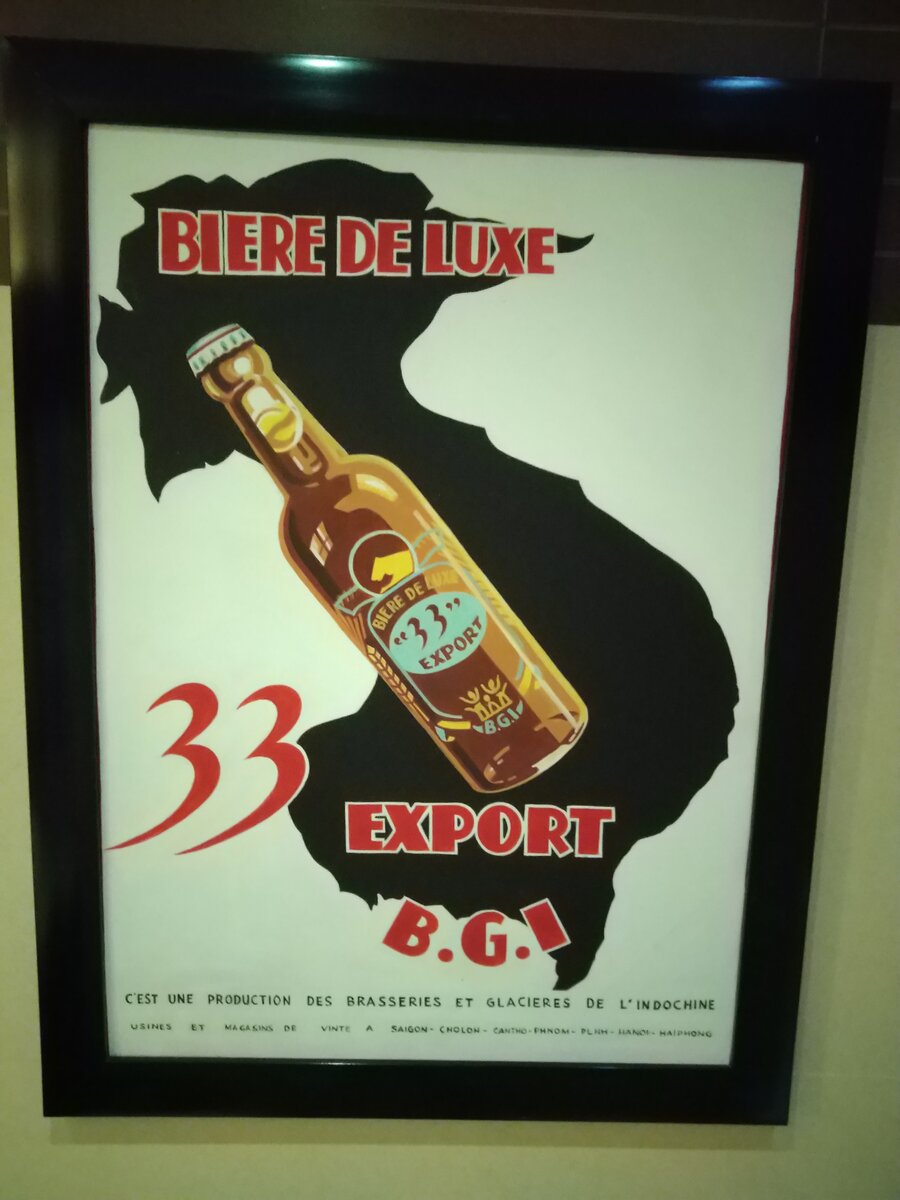 BIERE DE LUXE
BIERE DE LUXE
"33"
EXPORT
B.G.I
33
EXPORT
B.G.I
C'EST UNE PRODUCTION DES BRASSERIES ET GLACIERES DE L'INDOCHINE
USINES ET MAGASINS DE VINTE A SAIGON - CHOLON - CANTHO - PHNOM - PLNH - HANOI - HAIPHONG